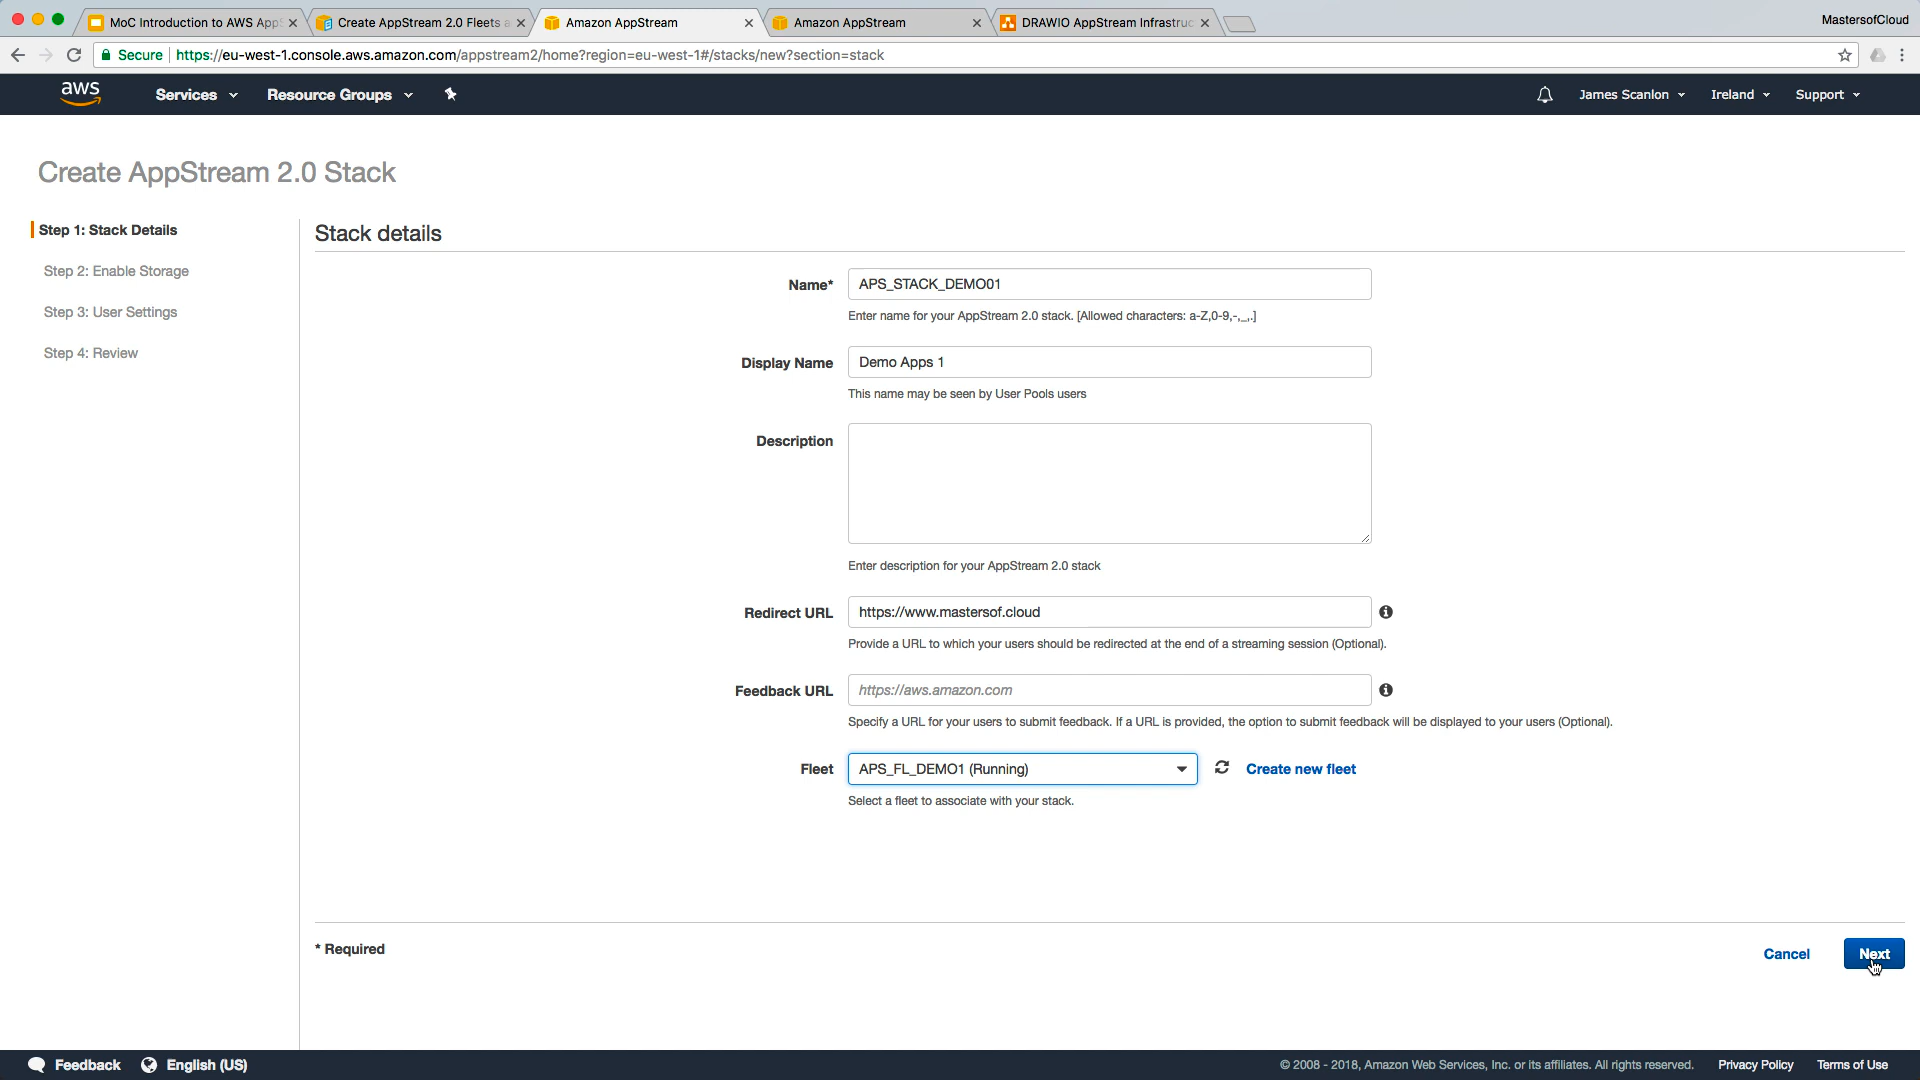 MoC Introduction to AWS App
Create AppStream 2.0 Fleets a
Amazon AppStream
Amazon AppStream
DRAWIO AppStream Infrastruc
MastersofCloud
Secure
https://eu-west-1.console.aws.amazon.com/appstream2/home?region=eu-west-1#/stacks/new?section=stack
aws
Services
Resource Groups
James Scanlon
Ireland
Support
Create AppStream 2.0 Stack
Step 1: Stack Details
Step 2: Enable Storage
Step 3: User Settings
Step 4: Review
Stack details
Name*
APS_STACK_DEMO01
Enter name for your AppStream 2.0 stack. [Allowed characters: a-Z,0-9,-,_,.]
Display Name
Demo Apps 1
This name may be seen by User Pools users
Description
Enter description for your AppStream 2.0 stack
Redirect URL
https://www.mastersof.cloud
Provide a URL to which your users should be redirected at the end of a streaming session (Optional).
Feedback URL
https://aws.amazon.com
Specify a URL for your users to submit feedback. If a URL is provided, the option to submit feedback will be displayed to your users (Optional).
Fleet
APS_FL_DEMO1 (Running)
Create new fleet
Select a fleet to associate with your stack.
* Required
Cancel
Next
Feedback
English (US)
© 2008 - 2018, Amazon Web Services, Inc. or its affiliates. All rights reserved.
Privacy Policy
Terms of Use